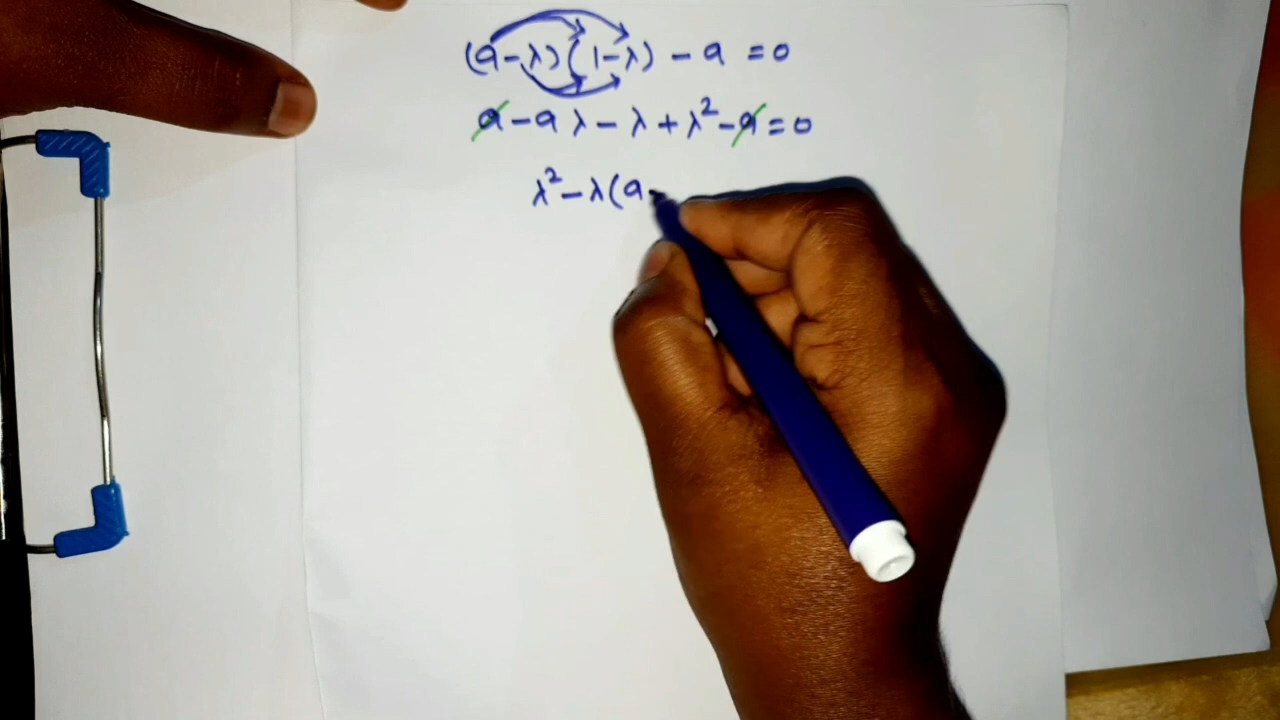 (a-λ)(1-λ) - a = 0
a - aλ - λ + λ² - a = 0
λ² - λ(a